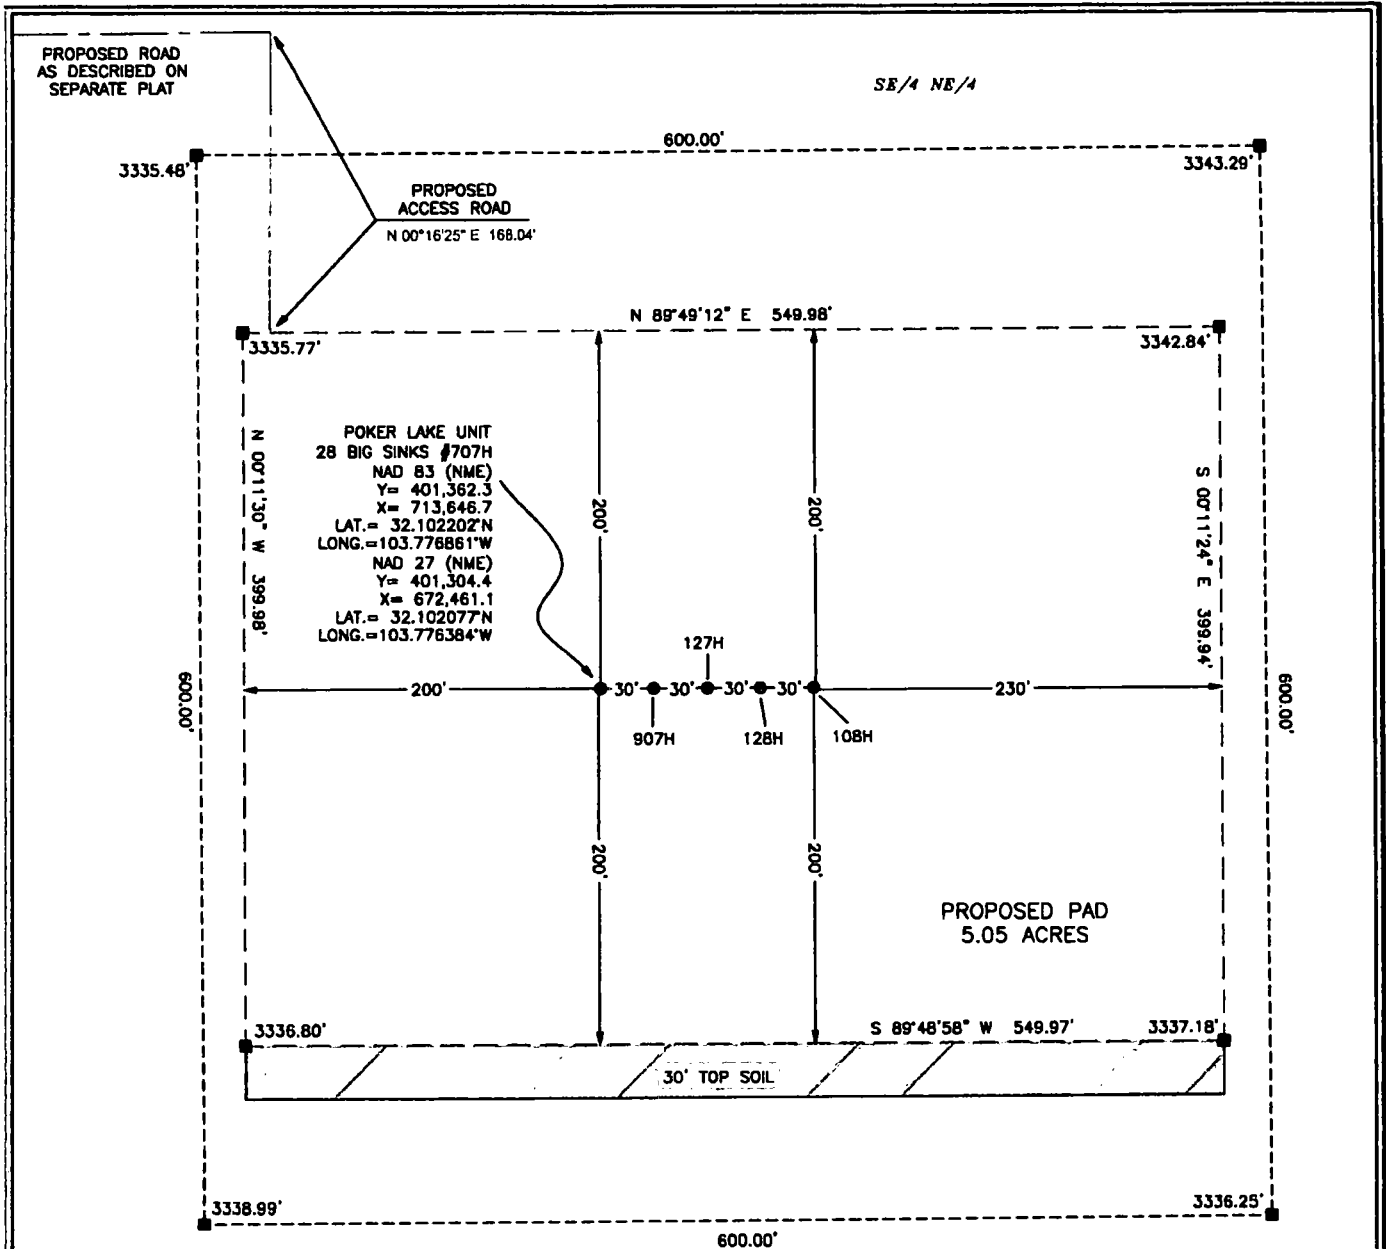 PROPOSED ROAD
AS DESCRIBED ON
SEPARATE PLAT
SE/4 NE/4
600.00'
3335.48'
3343.29'
PROPOSED
ACCESS ROAD
N 00°16'25" E 168.04'
N 89°49'12" E 549.98'
3335.77'
3342.84'
N 00°11'30" W 399.98'
POKER LAKE UNIT
28 BIG SINKS #707H
NAD 83 (NME)
Y= 401,362.3
X= 713,646.7
LAT.= 32.102202°N
LONG.=103.776861°W
NAD 27 (NME)
Y= 401,304.4
X= 672,461.1
LAT.= 32.102077°N
LONG.=103.776384°W
200'
200'
S 00°11'24" E 399.94'
127H
200'
30'
30'
30'
30'
230'
907H
128H
108H
600.00'
600.00'
200'
200'
PROPOSED PAD
5.05 ACRES
3336.80'
S 89°48'58" W 549.97'
3337.18'
30' TOP SOIL
3338.99'
3336.25'
600.00'